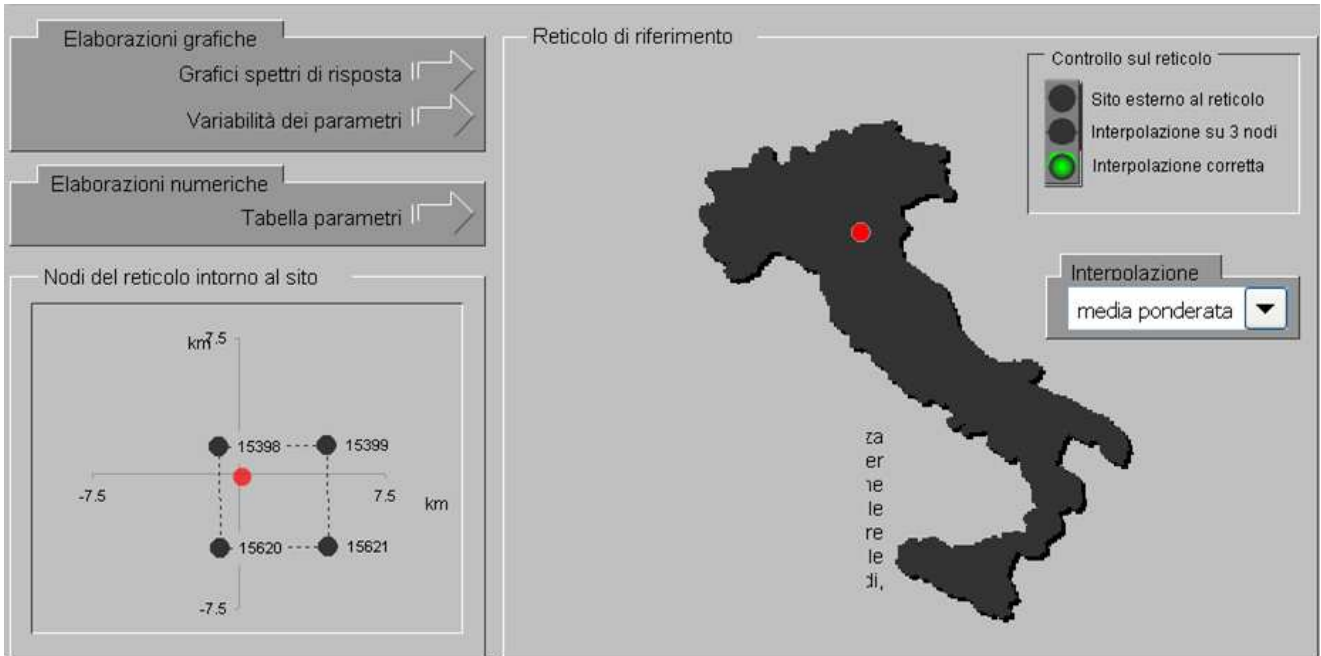 Elaborazioni grafiche
Grafici spettri di risposta
Variabilità dei parametri
Elaborazioni numeriche
Tabella parametri
Nodi del reticolo intorno al sito
km
7.5
15398
15399
-7.5
7.5
km
15620
15621
-7.5
Reticolo di riferimento
Controllo sul reticolo
Sito esterno al reticolo
Interpolazione su 3 nodi
Interpolazione corretta
Interpolazione
media ponderata
za
er
ne
le
re
le
di,